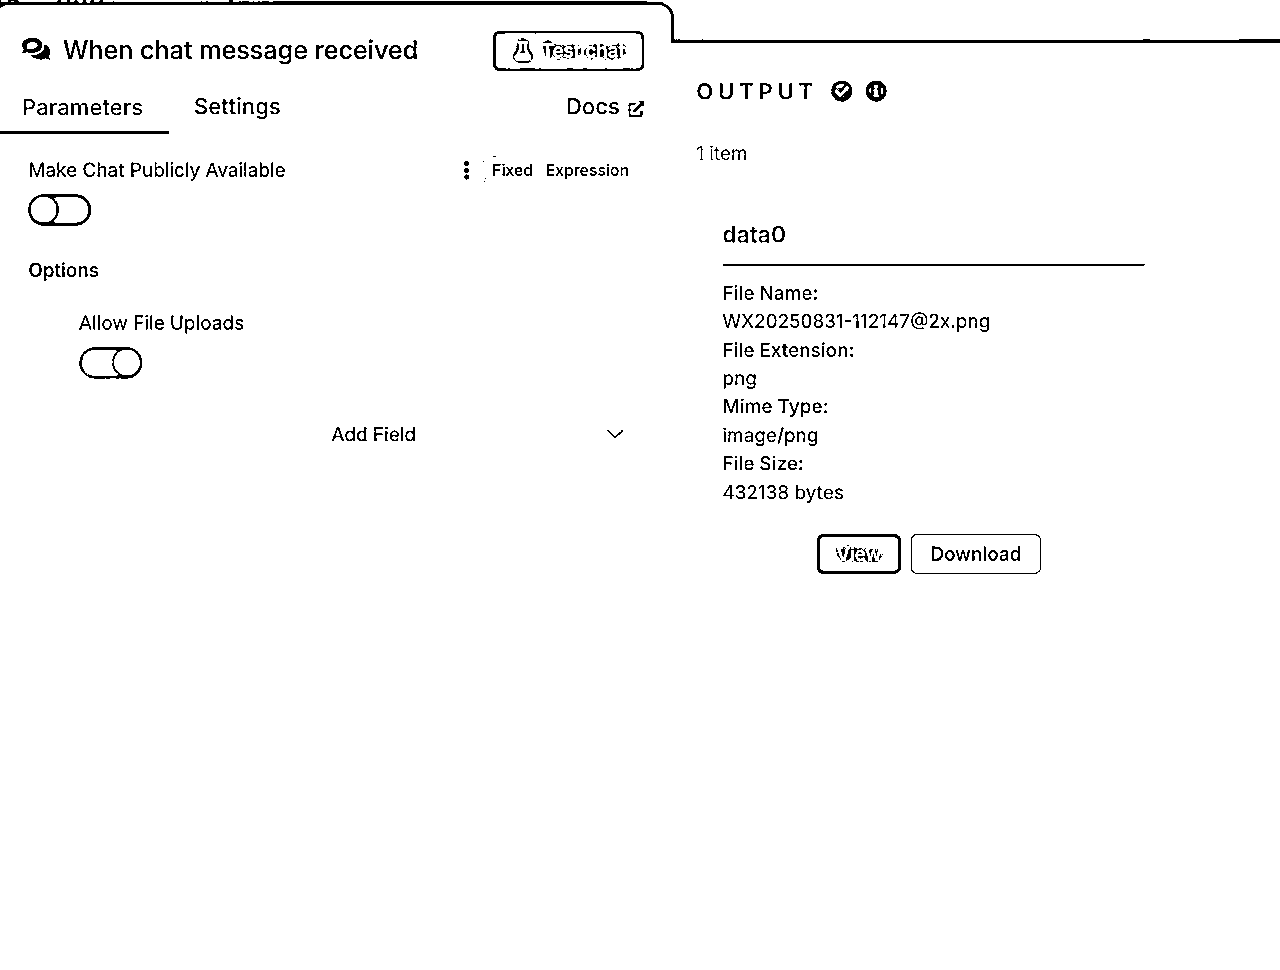 When chat message received
Test chat
Parameters
Settings
Docs
Make Chat Publicly Available
Fixed
Expression
Options
Allow File Uploads
Add Field
OUTPUT
1 item
data0
File Name:
WX20250831-112147@2x.png
File Extension:
png
Mime Type:
image/png
File Size:
432138 bytes
View
Download